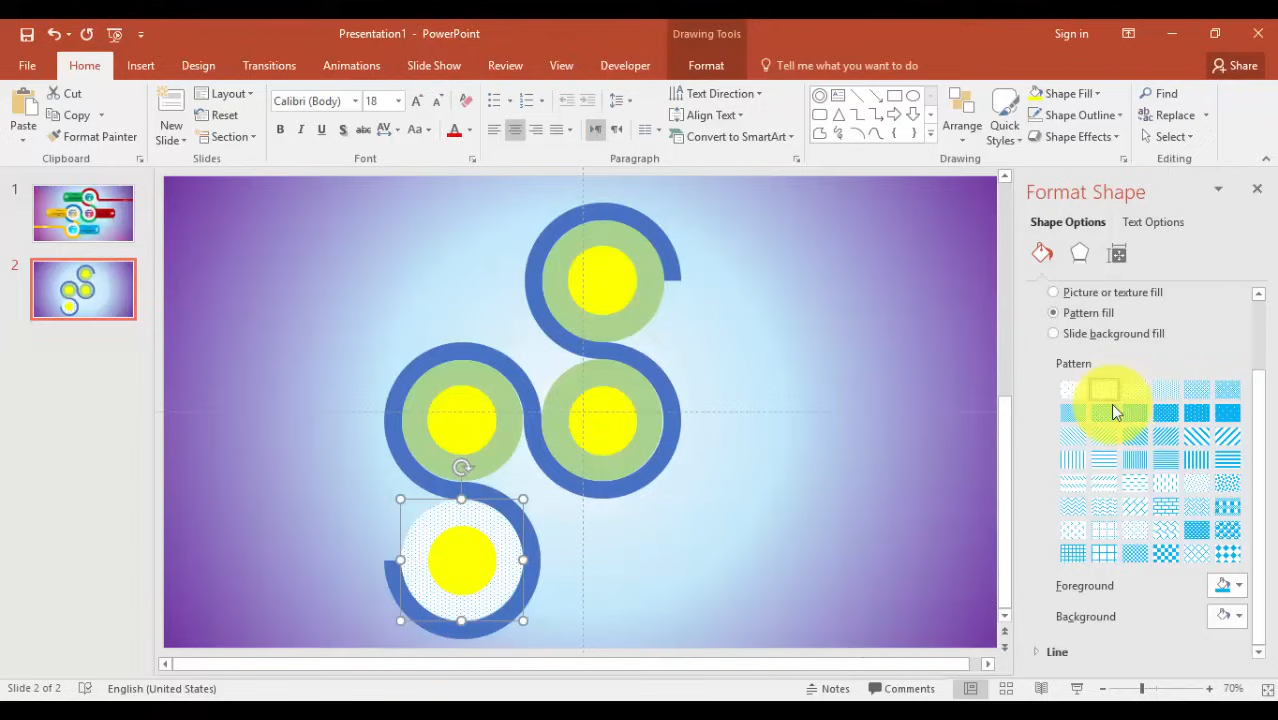 Presentation1 - PowerPoint
Drawing Tools
Sign in
File Home Insert Design Transitions Animations Slide Show Review View Developer Format Tell me what you want to do Share
Paste
Cut
Copy
Format Painter
Clipboard
New Slide
Layout
Reset
Section
Slides
Calibri (Body) 18
B I U S abc AV Aa A
Font
Text Direction
Align Text
Convert to SmartArt
Paragraph
Arrange
Quick Styles
Shape Fill
Shape Outline
Shape Effects
Drawing
Find
Replace
Select
Editing
1
2
Format Shape
Shape Options Text Options
Picture or texture fill
Pattern fill
Slide background fill
Pattern
Foreground
Background
Line
Slide 2 of 2 English (United States) Notes Comments 70%